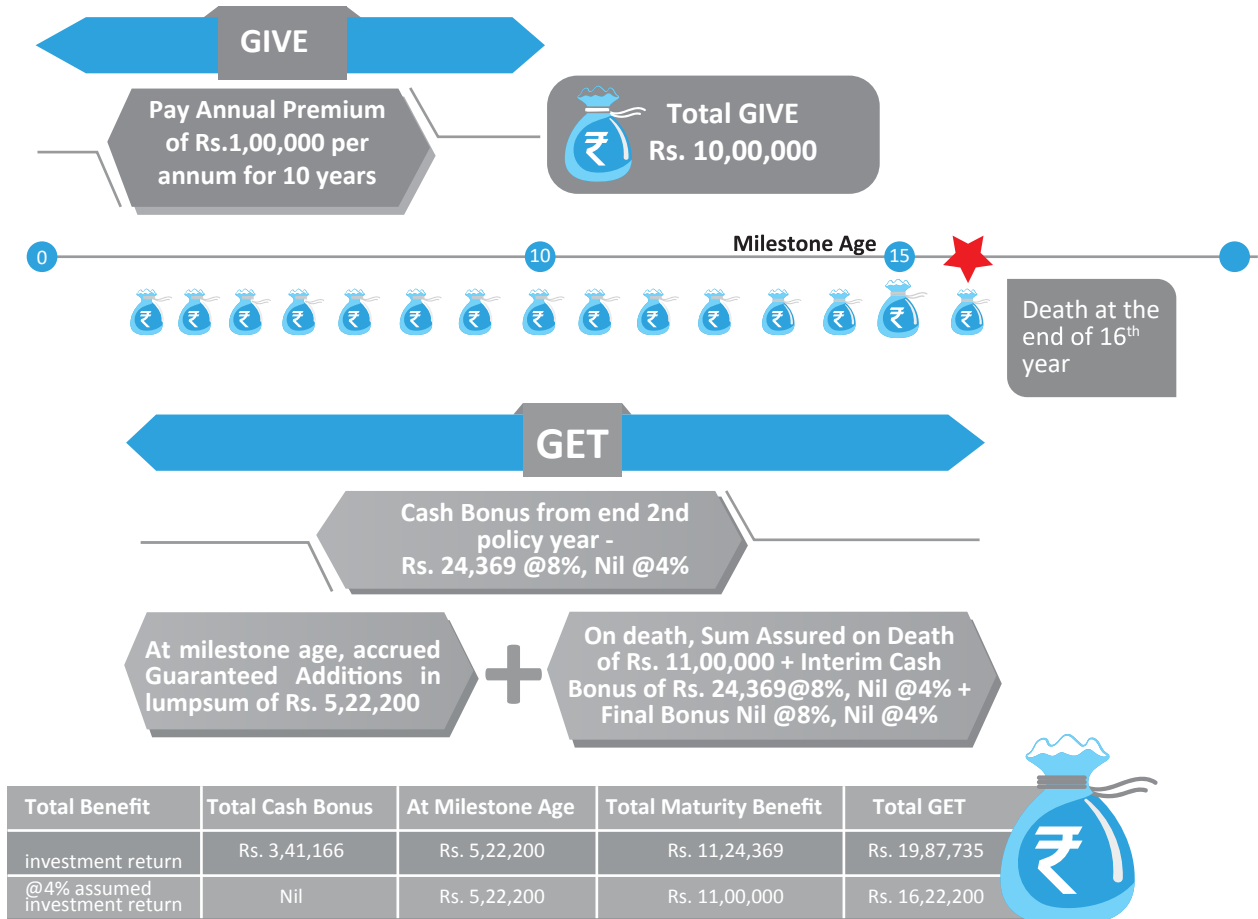 GIVE
Pay Annual Premium
of Rs.1,00,000 per
annum for 10 years
₹
Total GIVE
Rs. 10,00,000
Milestone Age
0
10
15
₹ ₹ ₹ ₹ ₹ ₹ ₹ ₹ ₹ ₹ ₹ ₹ ₹ ₹ ₹
Death at the
end of 16th
year
GET
Cash Bonus from end 2nd
policy year -
Rs. 24,369 @8%, Nil @4%
At milestone age, accrued
Guaranteed Additions in
lumpsum of Rs. 5,22,200
On death, Sum Assured on Death
of Rs. 11,00,000 + Interim Cash
Bonus of Rs. 24,369@8%, Nil @4% +
Final Bonus Nil @8%, Nil @4%
Total Benefit Total Cash Bonus At Milestone Age Total Maturity Benefit Total GET
investment return Rs. 3,41,166 Rs. 5,22,200 Rs. 11,24,369 Rs. 19,87,735
@4% assumed
investment return Nil Rs. 5,22,200 Rs. 11,00,000 Rs. 16,22,200
₹